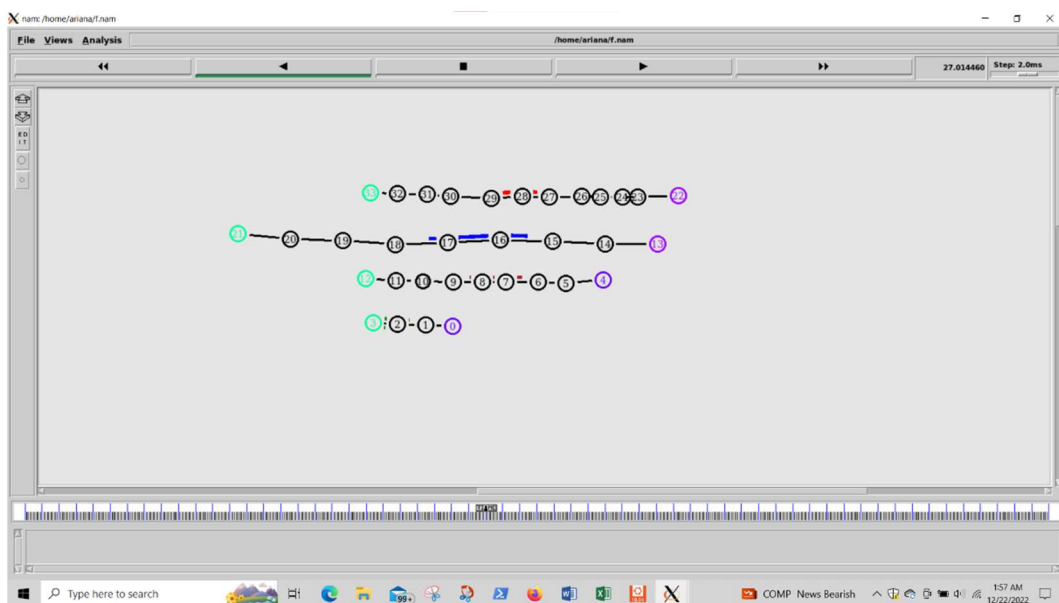 nam: /home/ariana/f.nam
File Views Analysis /home/ariana/f.nam
27.014460 Step: 2.0ms
ED
IT
33 32 31 30 29 28 27 26 25 24 23 22
21 20 19 18 17 16 15 14 13
12 11 10 9 8 7 6 5 4
3 2 1 0
Type here to search
99+
COMP News Bearish
1:57 AM
12/22/2022